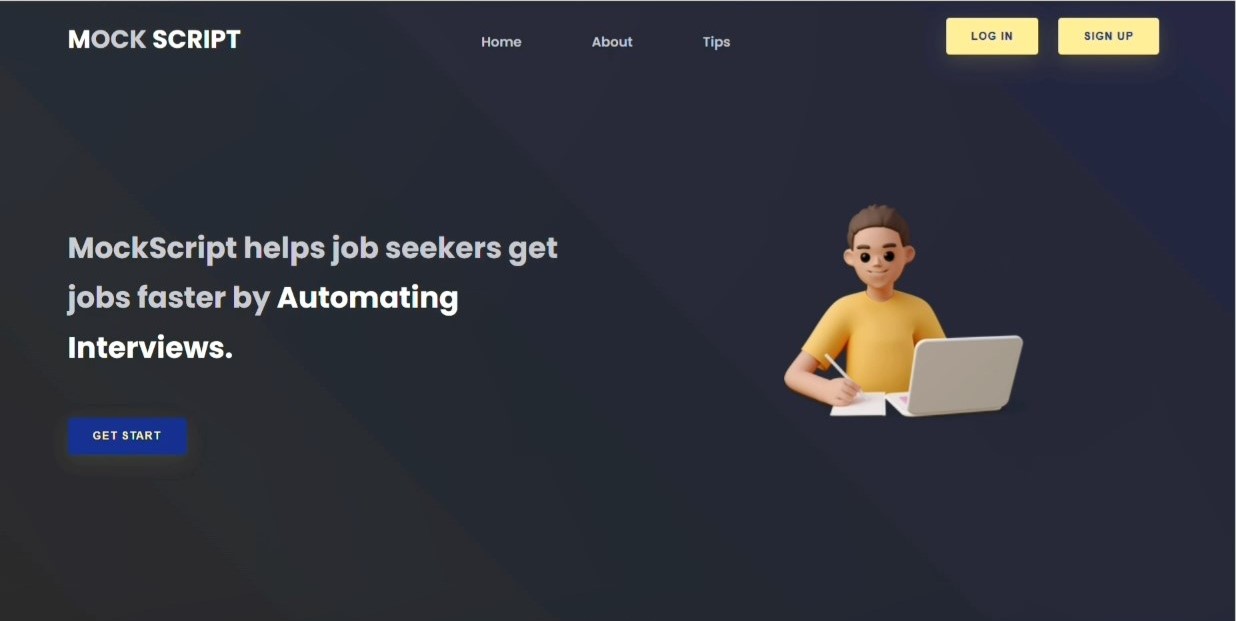 MOCK SCRIPT
Home
About
Tips
LOG IN
SIGN UP
MockScript helps job seekers get
jobs faster by Automating
Interviews.
GET START